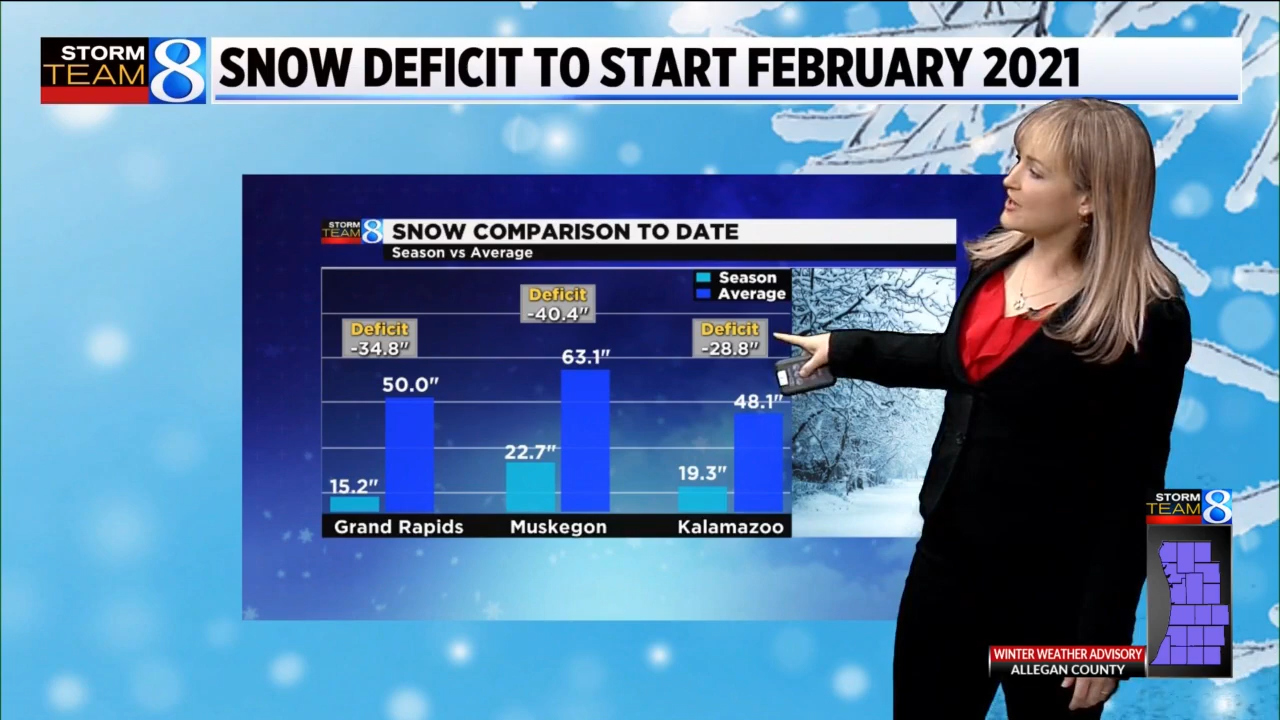 STORM
TEAM 8
SNOW DEFICIT TO START FEBRUARY 2021
STORM
TEAM 8
SNOW COMPARISON TO DATE
Season vs Average
Season
Average
Deficit
-40.4"
Deficit
-34.8"
Deficit
-28.8"
63.1"
50.0"
48.1"
22.7"
19.3"
15.2"
Grand Rapids
Muskegon
Kalamazoo
STORM
TEAM 8
WINTER WEATHER ADVISORY
ALLEGAN COUNTY